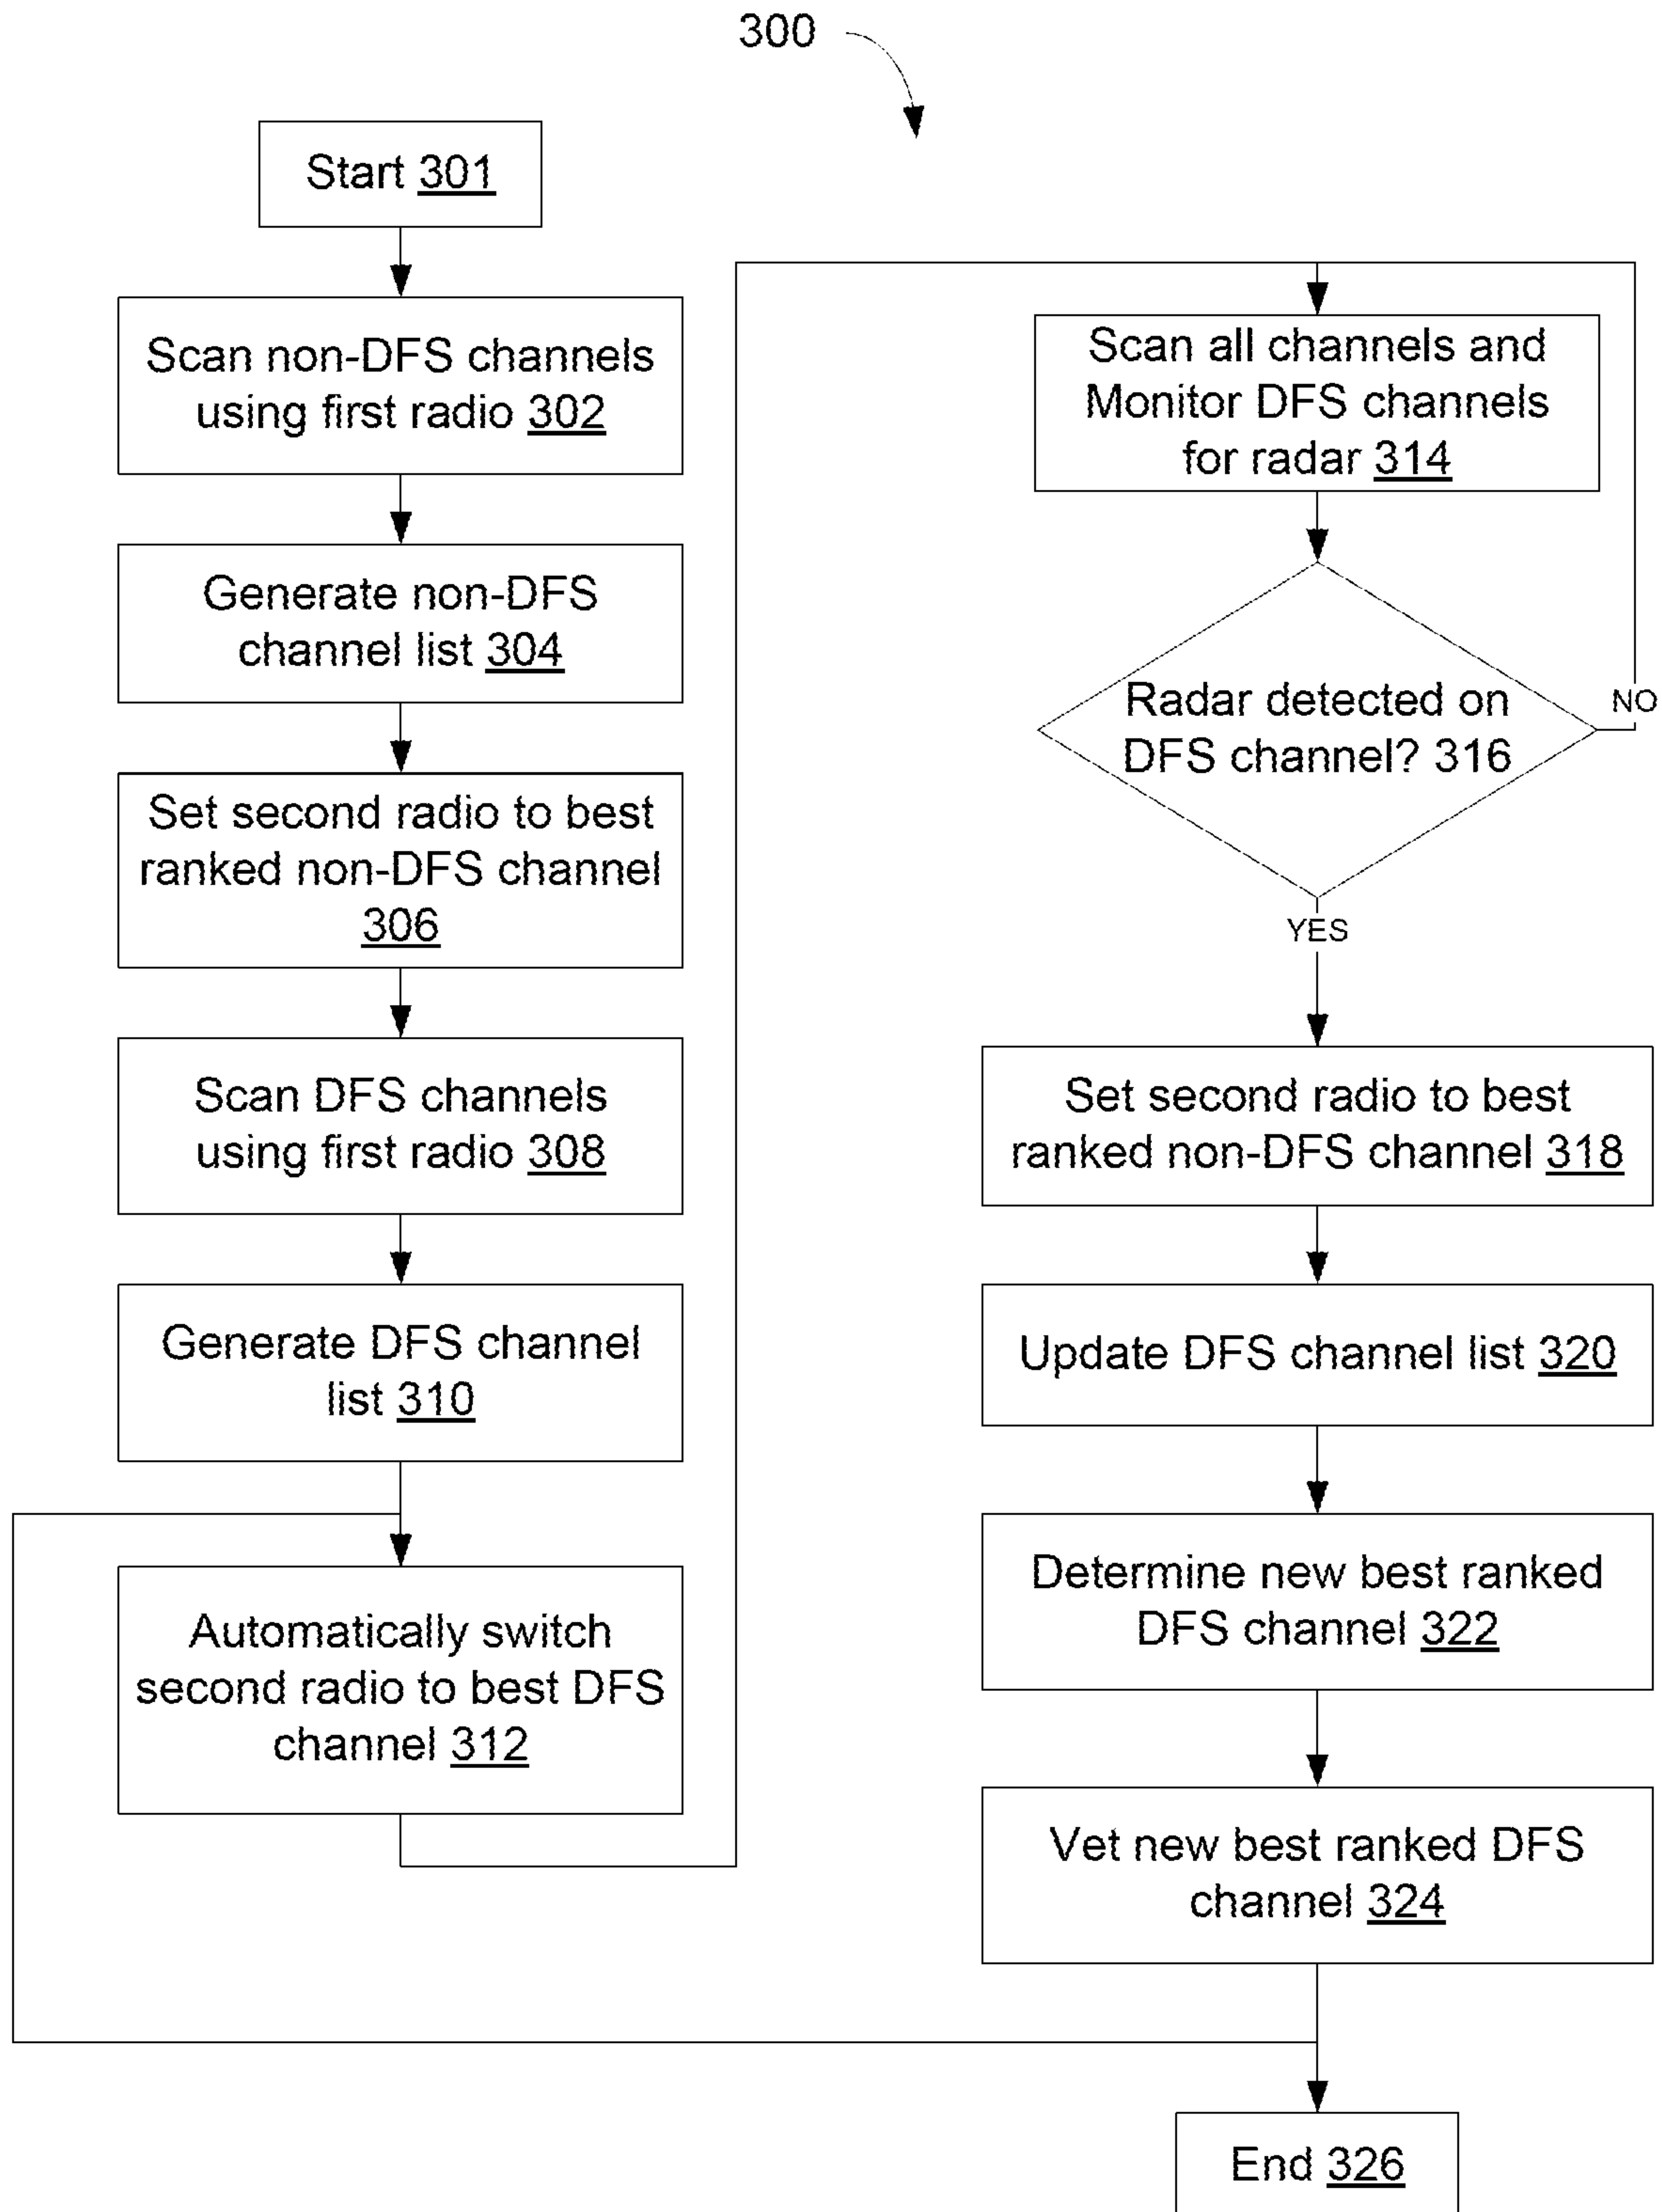 300
Start 301
Scan non-DFS channels
using first radio 302
Generate non-DFS
channel list 304
Set second radio to best
ranked non-DFS channel
306
Scan DFS channels
using first radio 308
Generate DFS channel
list 310
Automatically switch
second radio to best DFS
channel 312
Scan all channels and
Monitor DFS channels
for radar 314
Radar detected on
DFS channel? 316
NO
YES
Set second radio to best
ranked non-DFS channel 318
Update DFS channel list 320
Determine new best ranked
DFS channel 322
Vet new best ranked DFS
channel 324
End 326